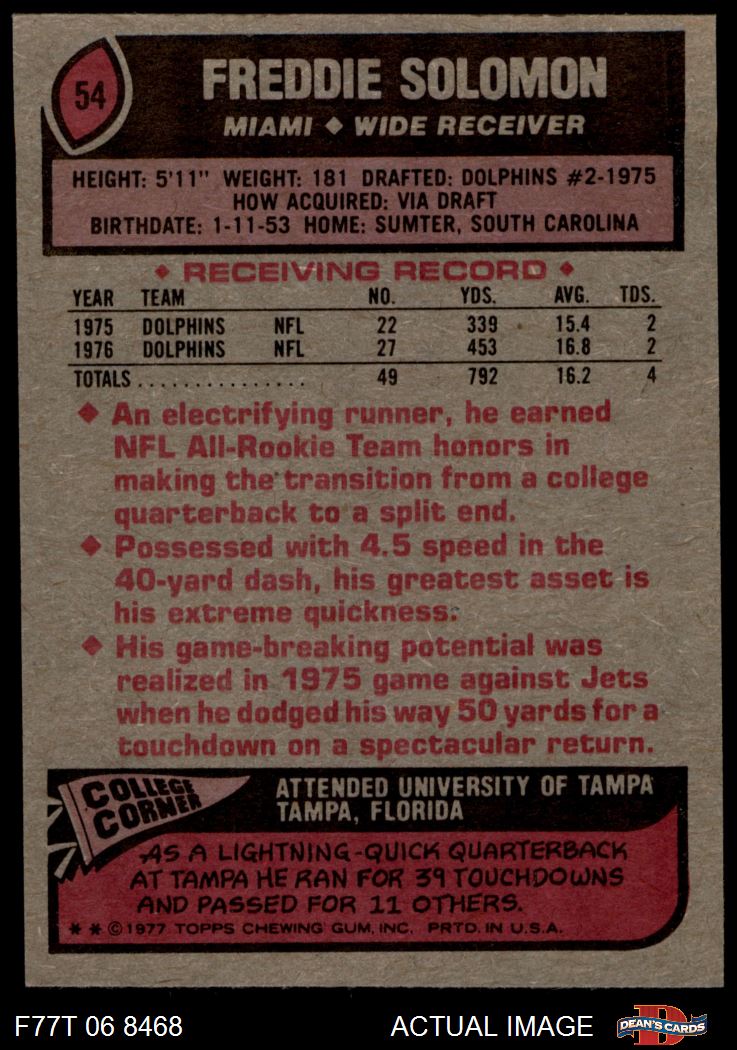 54
FREDDIE SOLOMON
MIAMI ◆ WIDE RECEIVER
HEIGHT: 5'11" WEIGHT: 181 DRAFTED: DOLPHINS #2-1975
HOW ACQUIRED: VIA DRAFT
BIRTHDATE: 1-11-53 HOME: SUMTER, SOUTH CAROLINA
◆ RECEIVING RECORD ◆
YEAR TEAM NO. YDS. AVG. TDS.
1975 DOLPHINS NFL 22 339 15.4 2
1976 DOLPHINS NFL 27 453 16.8 2
TOTALS................ 49 792 16.2 4
◆ An electrifying runner, he earned
NFL All-Rookie Team honors in
making the transition from a college
quarterback to a split end.
◆ Possessed with 4.5 speed in the
40-yard dash, his greatest asset is
his extreme quickness.
◆ His game-breaking potential was
realized in 1975 game against Jets
when he dodged his way 50 yards for a
touchdown on a spectacular return.
COLLEGE
CORNER
ATTENDED UNIVERSITY OF TAMPA
TAMPA, FLORIDA
AS A LIGHTNING-QUICK QUARTERBACK
AT TAMPA HE RAN FOR 39 TOUCHDOWNS
AND PASSED FOR 11 OTHERS.
* * © 1977 TOPPS CHEWING GUM, INC. PRTD. IN U.S.A.
F77T 06 8468 ACTUAL IMAGE
D
DEAN'S CARDS